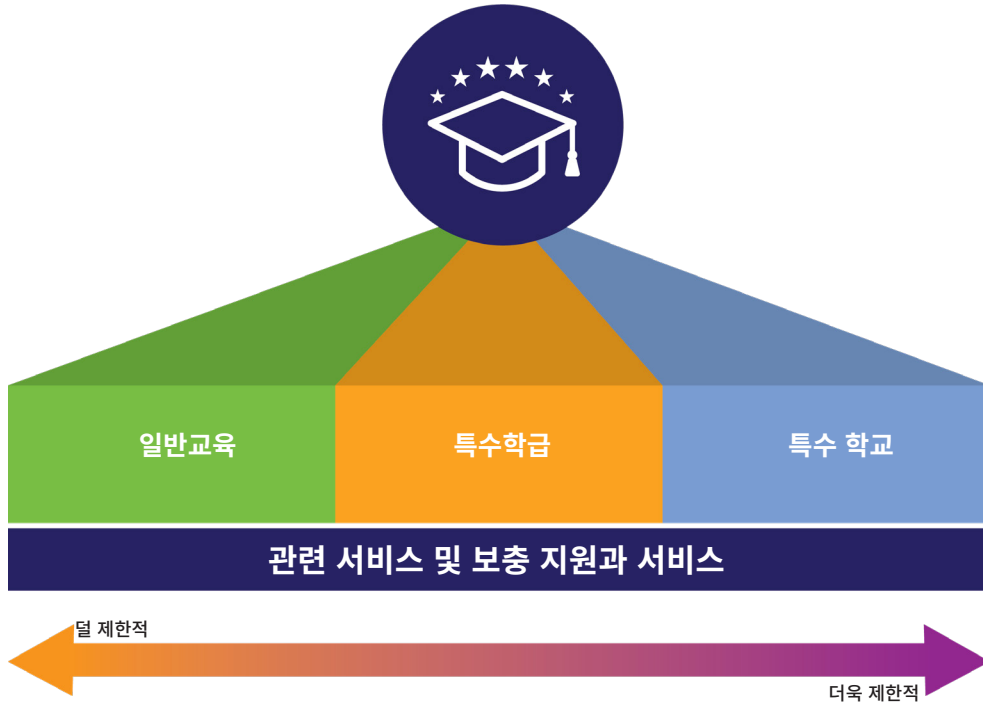 일반교육
특수학급
특수 학교
관련 서비스 및 보충 지원과 서비스
덜 제한적
더욱 제한적